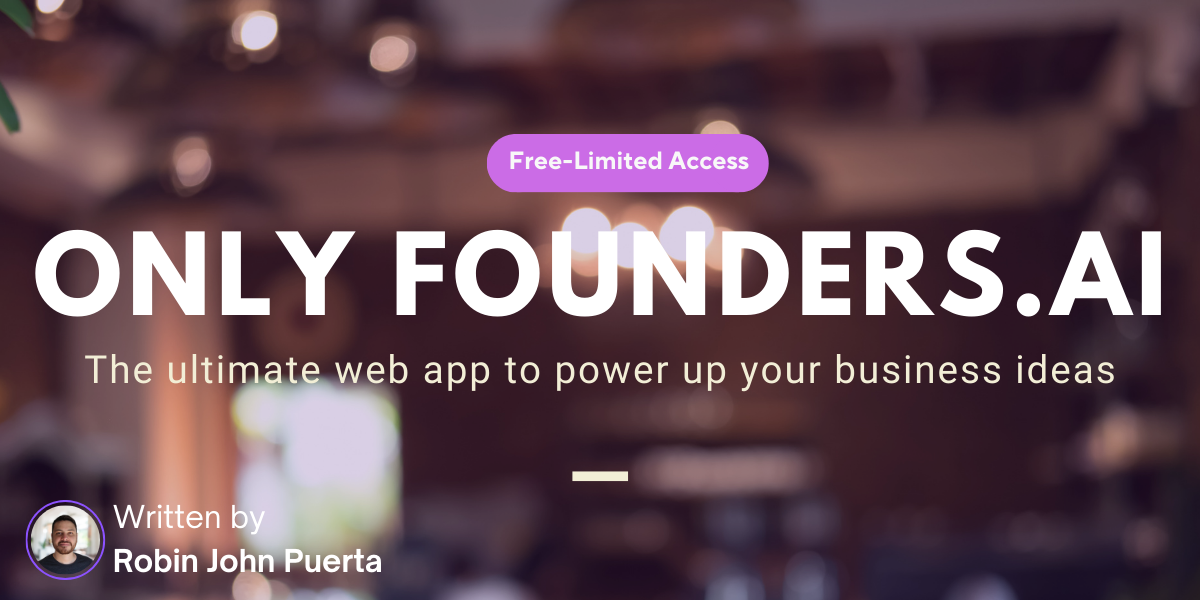 Free-Limited Access
ONLY FOUNDERS.AI
The ultimate web app to power up your business ideas
Written by
Robin John Puerta